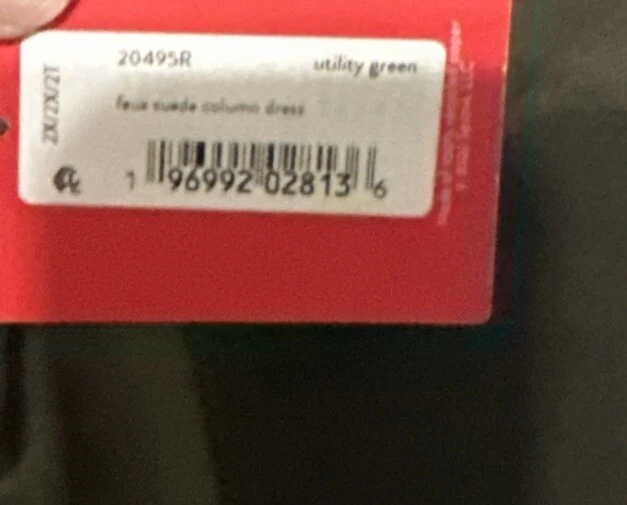 20495R utility green
2X/2X/2T
faux suede column dress
1 96992 02813 6